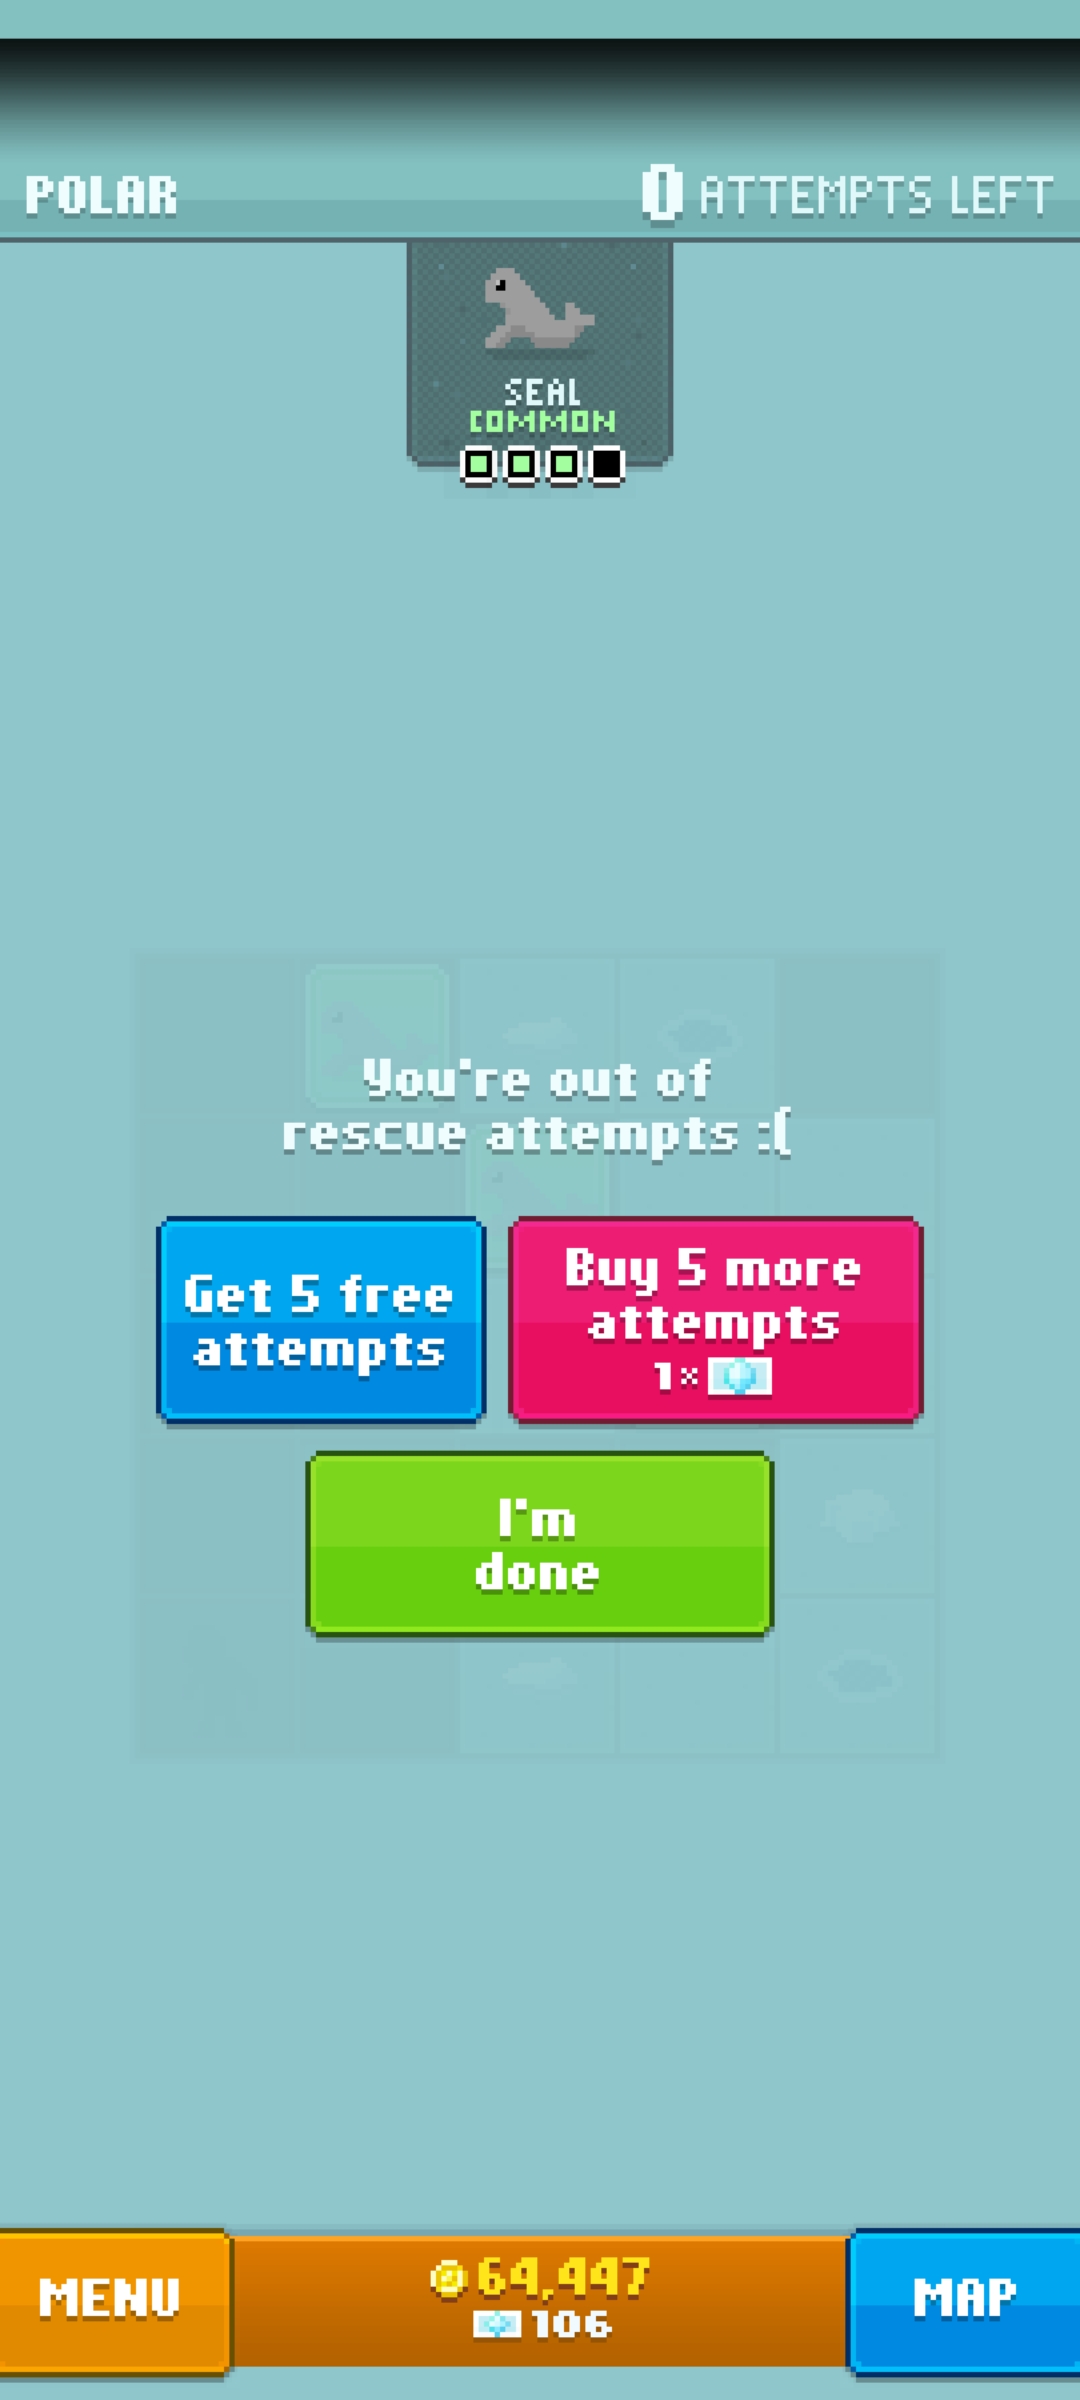 POLAR
0 ATTEMPTS LEFT
SEAL
COMMON
You're out of
rescue attempts :(
Get 5 free
attempts
Buy 5 more
attempts
1×
I'm
done
MENU
64,447
106
MAP